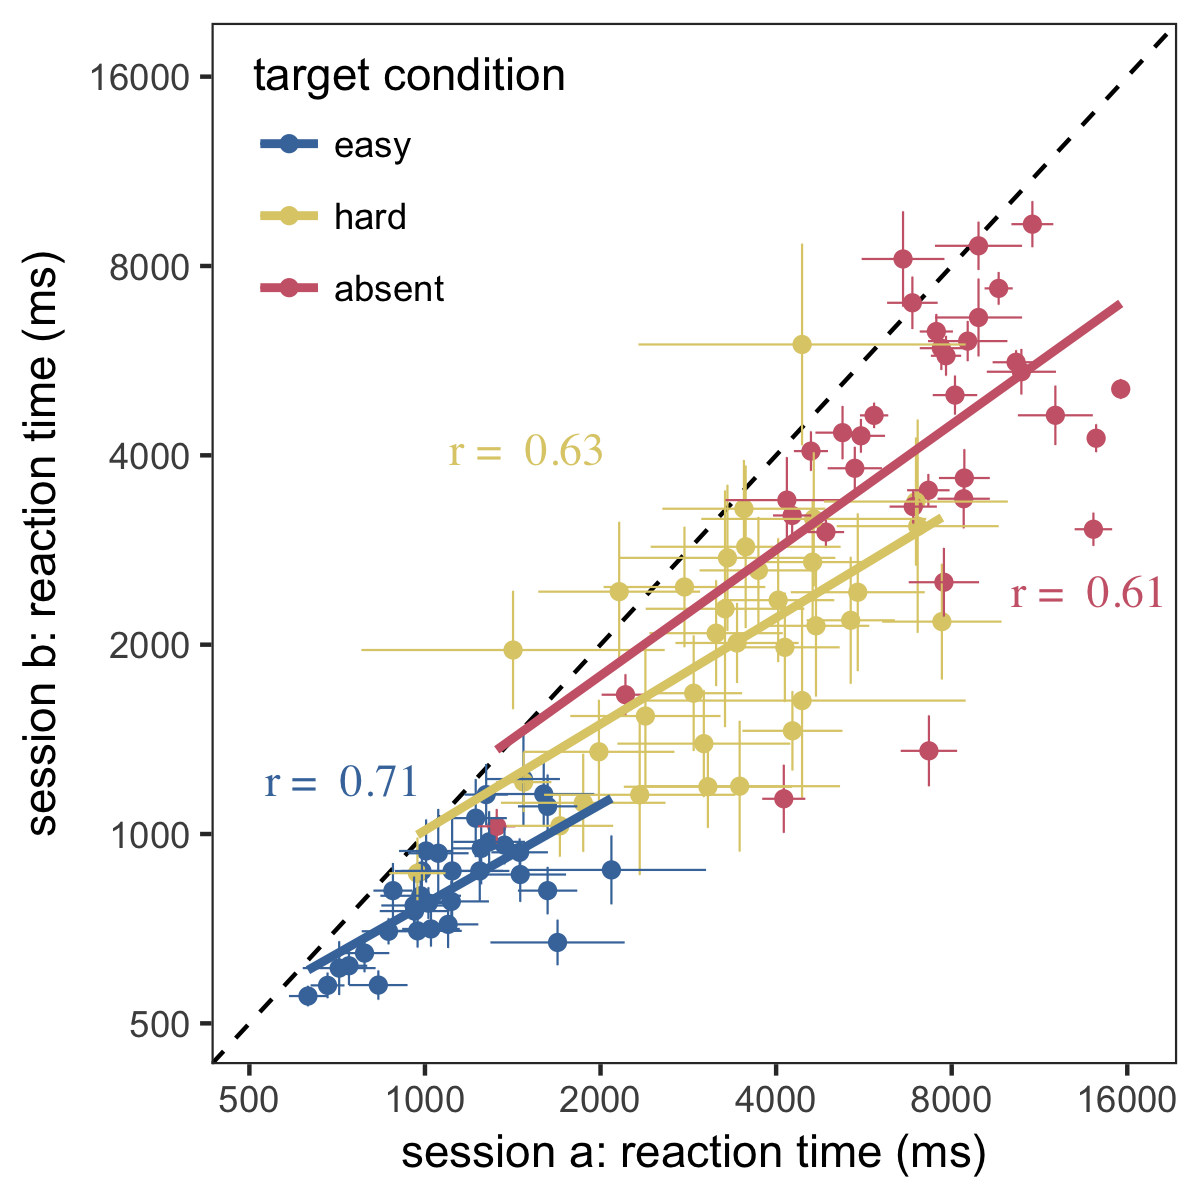 target condition
easy
hard
absent
r = 0.63
r = 0.61
r = 0.71
16000
8000
4000
2000
1000
500
500 1000 2000 4000 8000 16000
session a: reaction time (ms)
session b: reaction time (ms)